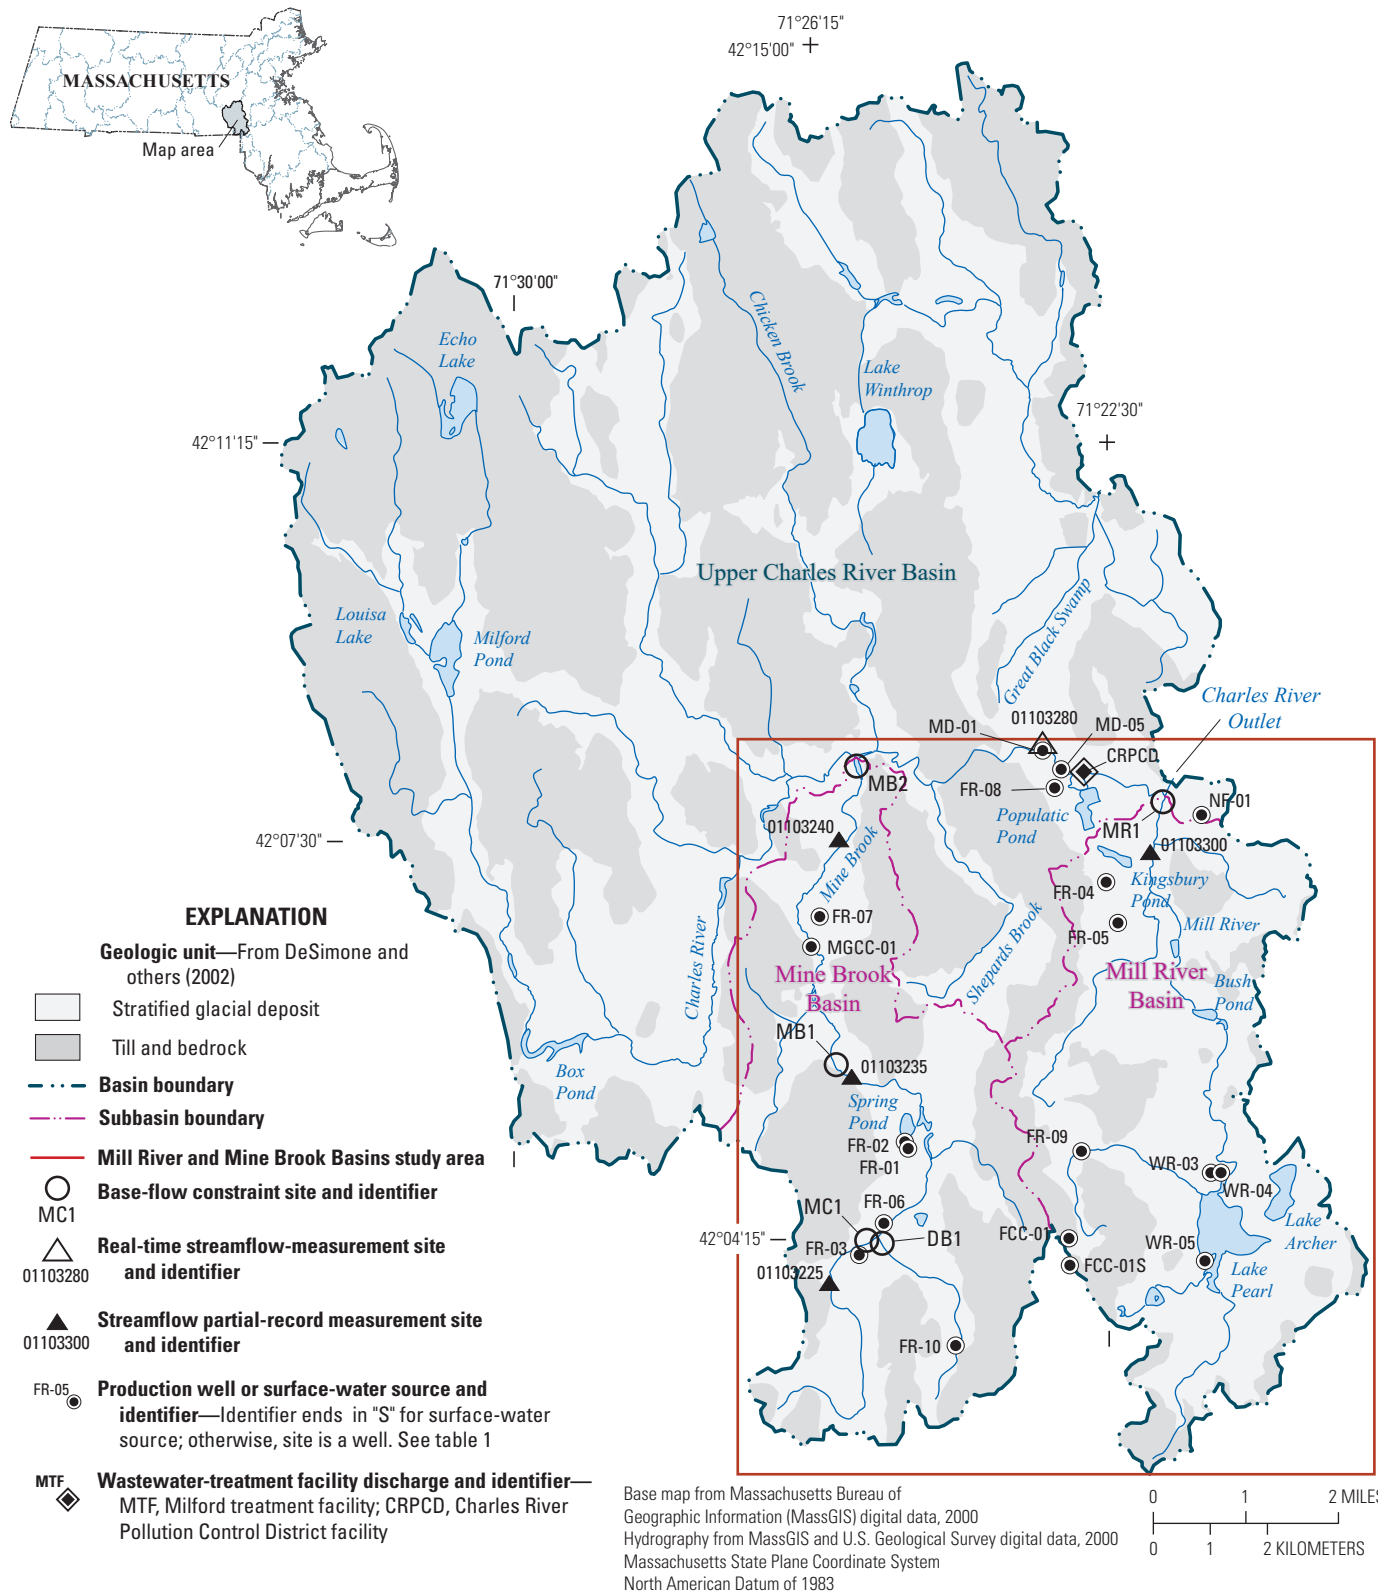 71°26'15"
42°15'00"
MASSACHUSETTS
Map area
71°30'00"
Echo
Lake
Chicken Brook
Lake
Winthrop
71°22'30"
42°11'15"
Upper Charles River Basin
Louisa
Lake
Milford
Pond
Great Black Swamp
Charles River
Outlet
MD-01
01103280
MD-05
CRPCD
MB2
FR-08
NF-01
Populatic
Pond
MR1
01103240
01103300
42°07'30"
Mine Brook
Kingsbury
Pond
FR-04
FR-07
Mill River
FR-05
MGCC-01
Charles River
Shepards Brook
Mine Brook
Basin
Mill River
Basin
Bush
Pond
MB1
01103235
Box
Pond
Spring
Pond
FR-02
FR-01
FR-09
WR-03
WR-04
MC1
FR-06
DB1
42°04'15"
FR-03
FCC-01
WR-05
Lake
Archer
01103225
FCC-01S
Lake
Pearl
FR-10
EXPLANATION
Geologic unit—From DeSimone and
others (2002)
Stratified glacial deposit
Till and bedrock
Basin boundary
Subbasin boundary
Mill River and Mine Brook Basins study area
Base-flow constraint site and identifier
MC1
Real-time streamflow-measurement site
and identifier
01103280
Streamflow partial-record measurement site
and identifier
01103300
FR-05
Production well or surface-water source and
identifier—Identifier ends in "S" for surface-water
source; otherwise, site is a well. See table 1
MTF
Wastewater-treatment facility discharge and identifier—
MTF, Milford treatment facility; CRPCD, Charles River
Pollution Control District facility
Base map from Massachusetts Bureau of
Geographic Information (MassGIS) digital data, 2000
Hydrography from MassGIS and U.S. Geological Survey digital data, 2000
Massachusetts State Plane Coordinate System
North American Datum of 1983
0 1 2 MILES
0 1 2 KILOMETERS